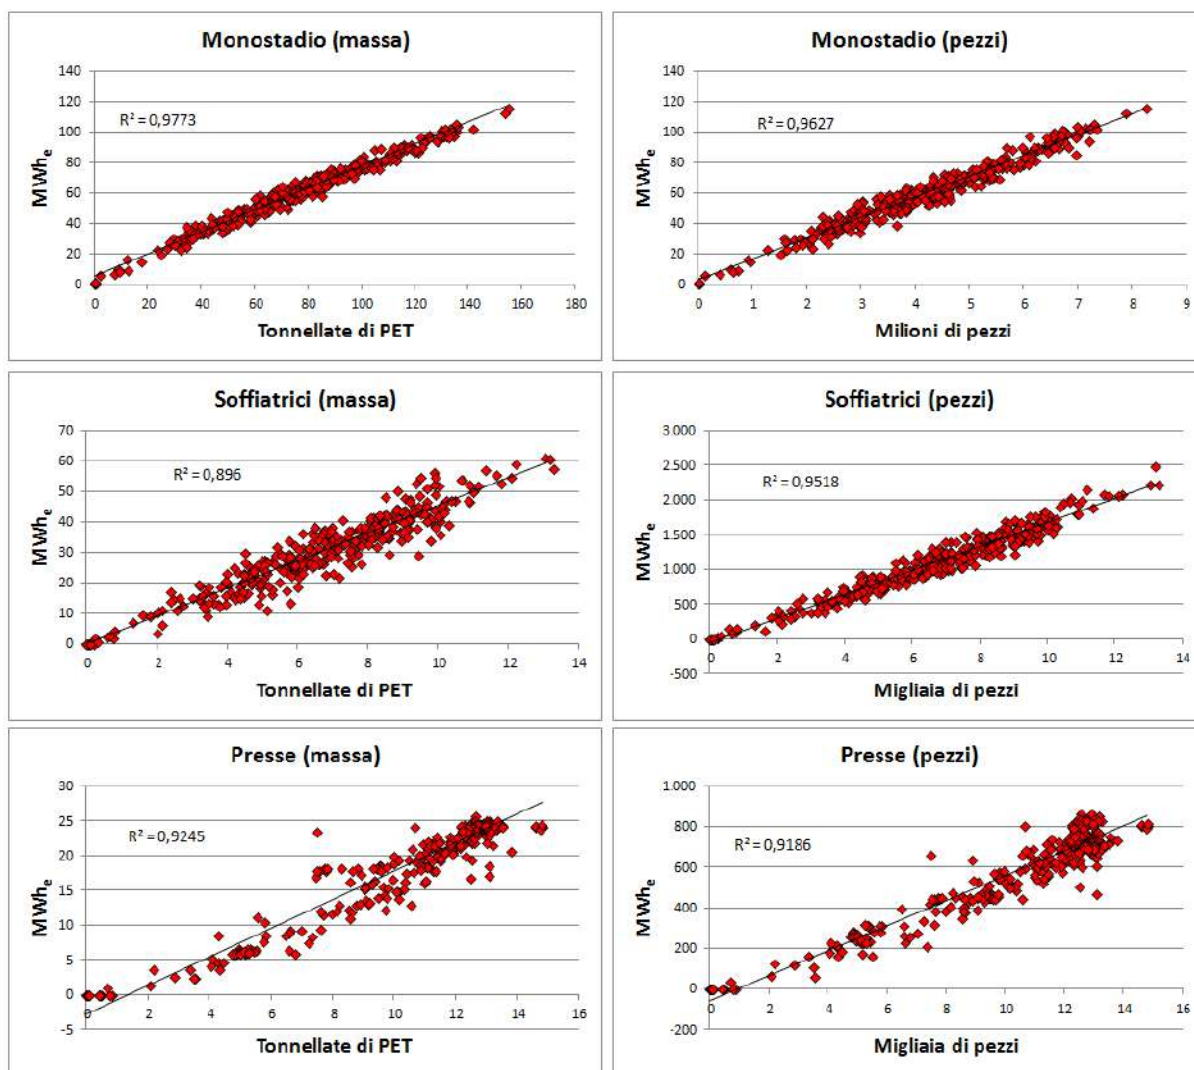 Monostadio (massa)
140
120
100
80
60
40
20
0
MWhₑ
R² = 0,9773
0 20 40 60 80 100 120 140 160 180
Tonnellate di PET
Monostadio (pezzi)
140
120
100
80
60
40
20
0
MWhₑ
R² = 0,9627
0 1 2 3 4 5 6 7 8 9
Milioni di pezzi
Soffiatrici (massa)
70
60
50
40
30
20
10
0
MWhₑ
R² = 0,896
0 2 4 6 8 10 12 14
Tonnellate di PET
Soffiatrici (pezzi)
3.000
2.500
2.000
1.500
1.000
500
0
-500
MWhₑ
R² = 0,9518
0 2 4 6 8 10 12 14
Migliaia di pezzi
Presse (massa)
30
25
20
15
10
5
0
-5
MWhₑ
R² = 0,9245
0 2 4 6 8 10 12 14 16
Tonnellate di PET
Presse (pezzi)
1.000
800
600
400
200
0
-200
MWhₑ
R² = 0,9186
0 2 4 6 8 10 12 14 16
Migliaia di pezzi